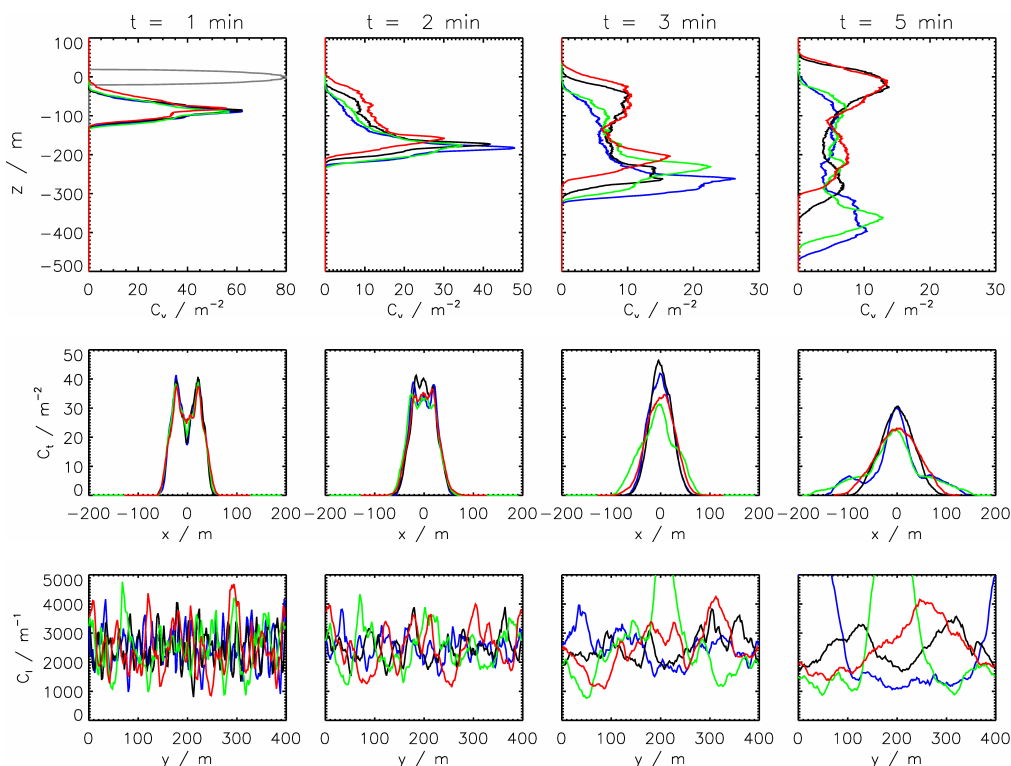 t = 1 min
t = 2 min
t = 3 min
t = 5 min
z / m
100
0
−100
−200
−300
−400
−500
0 20 40 60 80
0 10 20 30 40 50
0 10 20 30
0 10 20 30
C_v / m⁻²
C_v / m⁻²
C_v / m⁻²
C_v / m⁻²
C_t / m⁻²
50
40
30
20
10
0
−200 −100 0 100 200
−200 −100 0 100 200
−200 −100 0 100 200
−200 −100 0 100 200
x / m
x / m
x / m
x / m
C_l / m⁻¹
5000
4000
3000
2000
1000
0
0 100 200 300 400
0 100 200 300 400
0 100 200 300 400
0 100 200 300 400
y / m
y / m
y / m
y / m